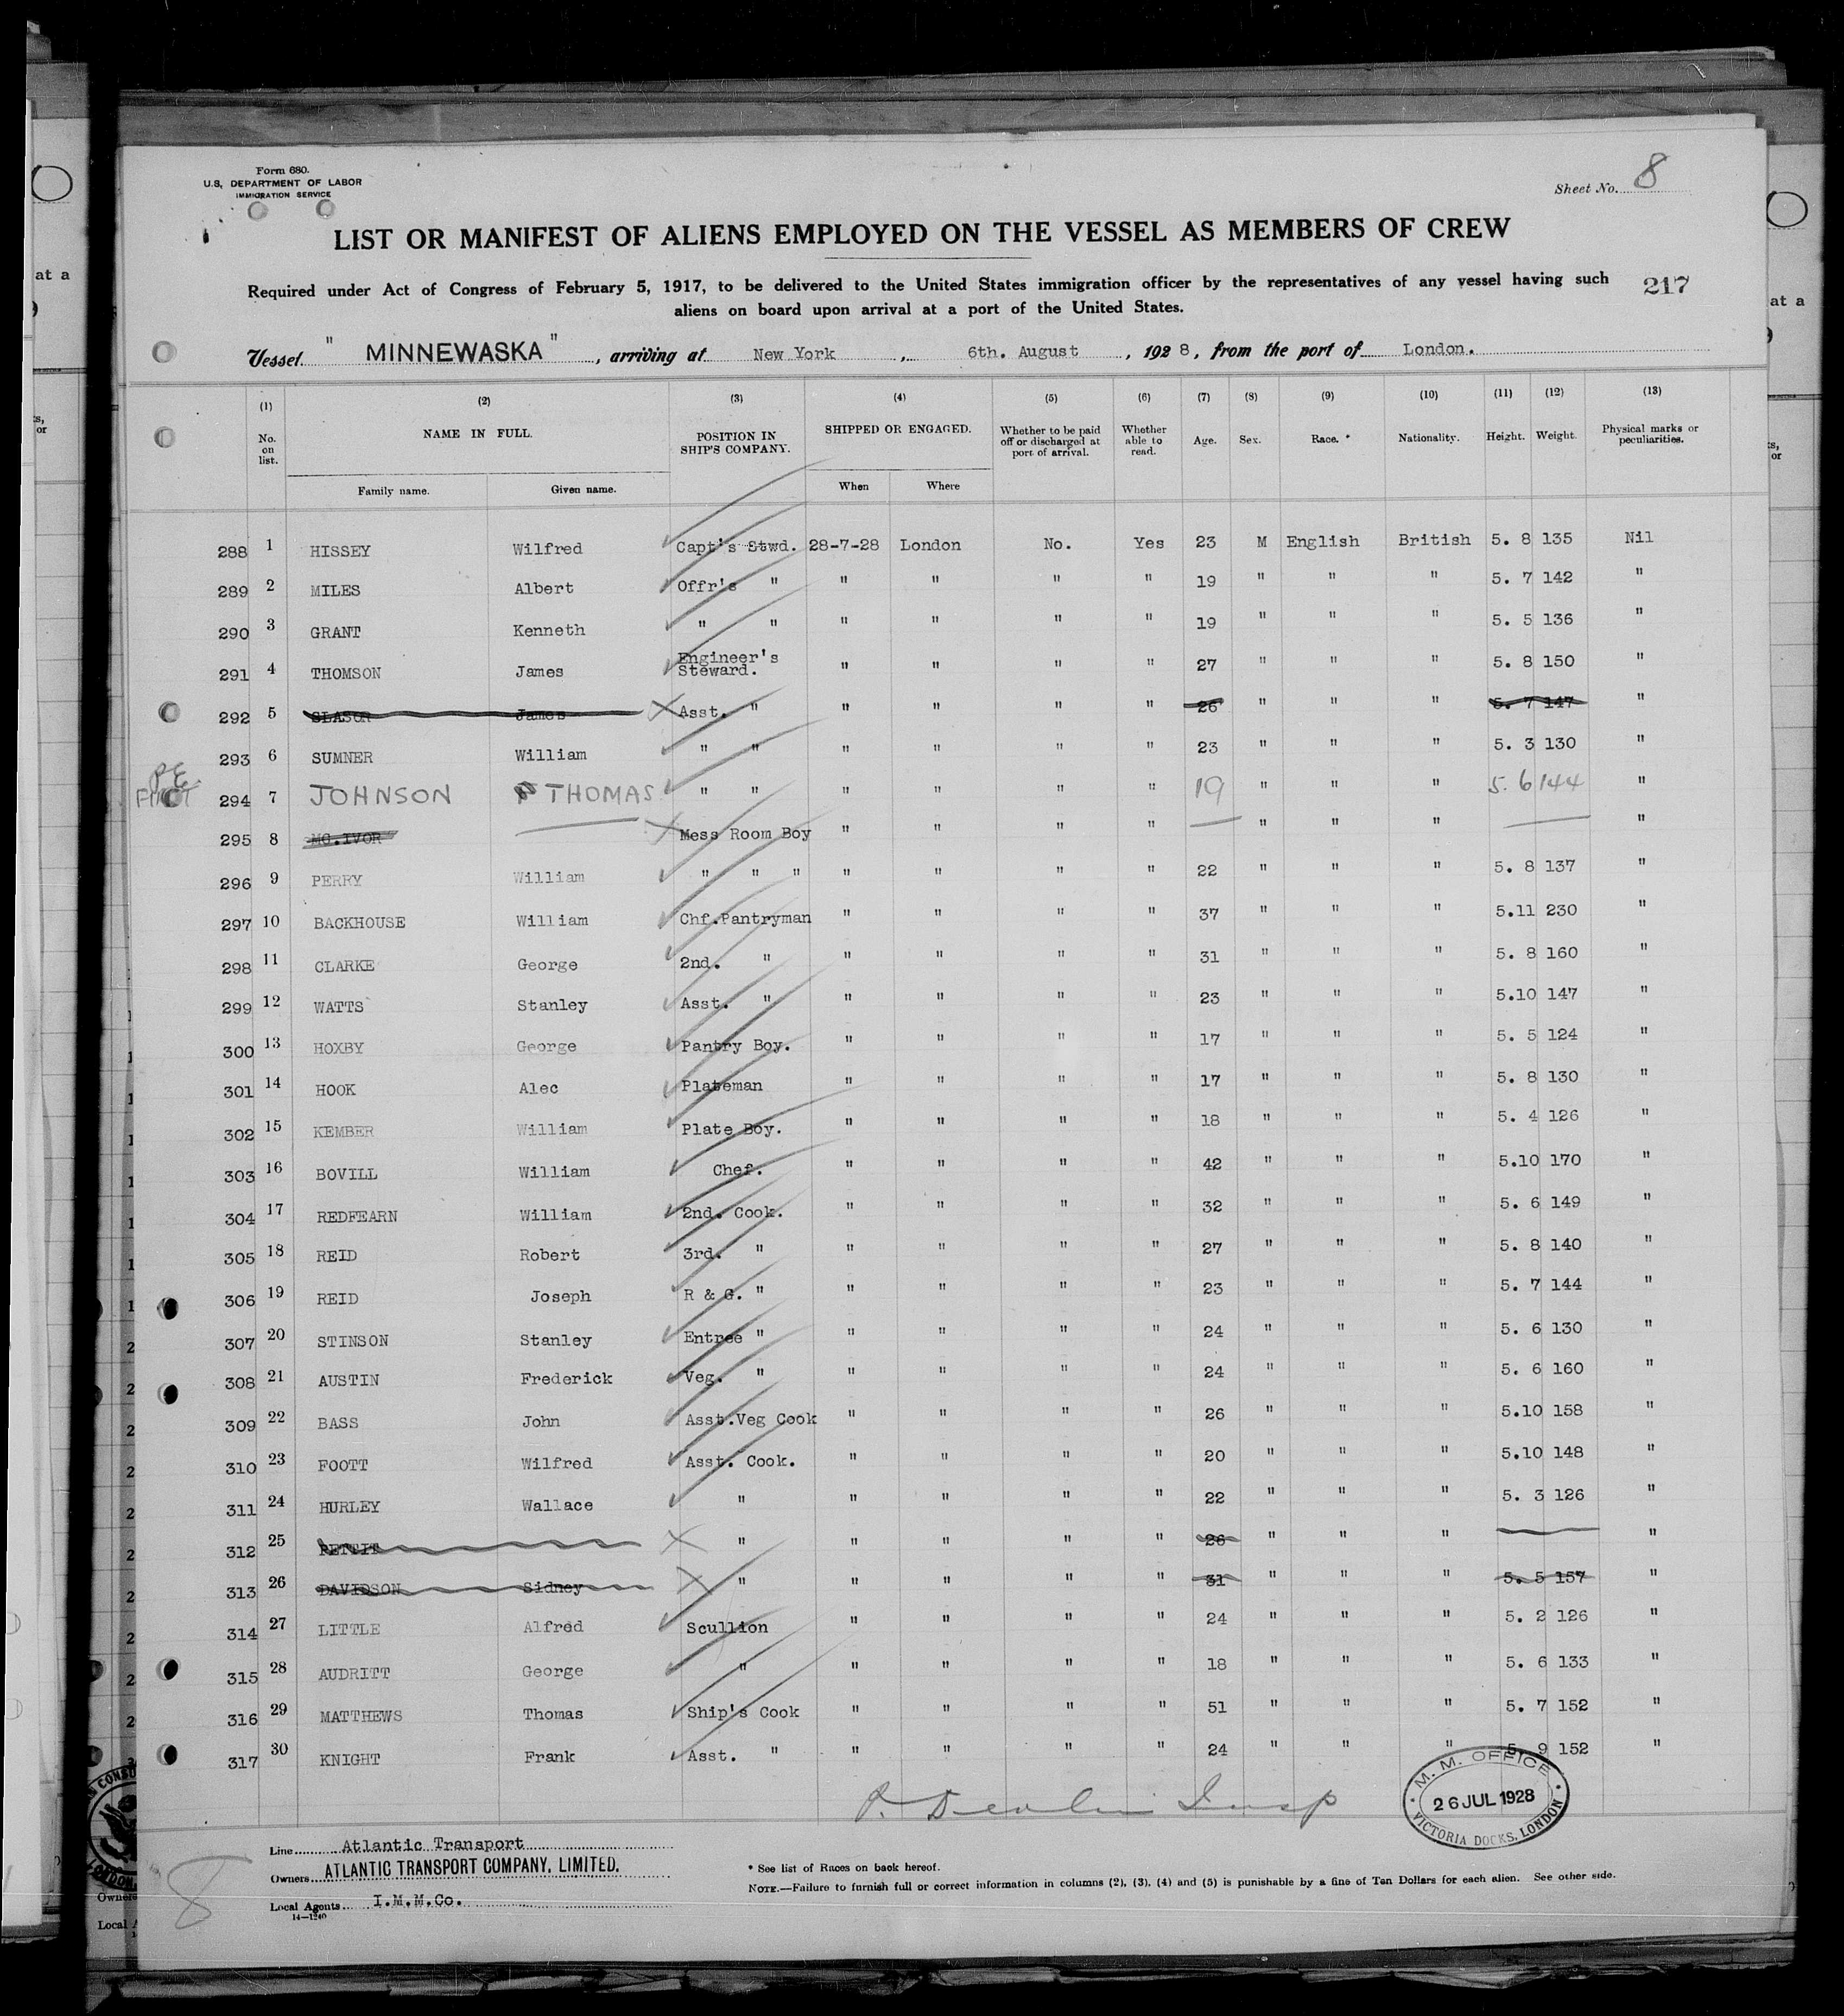 Form 680.
U.S. DEPARTMENT OF LABOR
IMMIGRATION SERVICE
Sheet No. 8
LIST OR MANIFEST OF ALIENS EMPLOYED ON THE VESSEL AS MEMBERS OF CREW
Required under Act of Congress of February 5, 1917, to be delivered to the United States immigration officer by the representatives of any vessel having such
aliens on board upon arrival at a port of the United States.
217
Vessel " MINNEWASKA " , arriving at New York , 6th. August , 1928, from the port of London.
(1) (2) (3) (4) (5) (6) (7) (8) (9) (10) (11) (12) (13)
No. on list. NAME IN FULL. POSITION IN SHIP'S COMPANY. SHIPPED OR ENGAGED. Whether to be paid off or discharged at port of arrival. Whether able to read. Age. Sex. Race. * Nationality. Height. Weight. Physical marks or peculiarities.
Family name. Given name. When Where
288 1 HISSEY Wilfred Capt's Stwd. 28-7-28 London No. Yes 23 M English British 5. 8 135 Nil
289 2 MILES Albert Offr's " " " " " 19 " " " 5. 7 142 "
290 3 GRANT Kenneth " " " " " " 19 " " " 5. 5 136 "
291 4 THOMSON James Engineer's Steward. " " " " 27 " " " 5. 8 150 "
292 5 SLASOR James Asst. " " " " " 26 " " " 5. 7 147 "
293 6 SUMNER William " " " " " " 23 " " " 5. 3 130 "
P.E.
294 7 JOHNSON THOMAS " " " " " " 19 " " " 5. 6 144 "
295 8 MC.IVOR Mess Room Boy " " " " " " " "
296 9 PERRY William " " " " " " " 22 " " " 5. 8 137 "
297 10 BACKHOUSE William Chf.Pantryman " " " " 37 " " " 5.11 230 "
298 11 CLARKE George 2nd. " " " " " 31 " " " 5. 8 160 "
299 12 WATTS Stanley Asst. " " " " " 23 " " " 5.10 147 "
300 13 HOXBY George Pantry Boy. " " " " 17 " " " 5. 5 124 "
301 14 HOOK Alec Plateman " " " " 17 " " " 5. 8 130 "
302 15 KEMBER William Plate Boy. " " " " 18 " " " 5. 4 126 "
303 16 BOVILL William Chef. " " " " 42 " " " 5.10 170 "
304 17 REDFEARN William 2nd. Cook. " " " " 32 " " " 5. 6 149 "
305 18 REID Robert 3rd. " " " " " 27 " " " 5. 8 140 "
306 19 REID Joseph R & G. " " " " " 23 " " " 5. 7 144 "
307 20 STINSON Stanley Entree " " " " " 24 " " " 5. 6 130 "
308 21 AUSTIN Frederick Veg. " " " " " 24 " " " 5. 6 160 "
309 22 BASS John Asst.Veg Cook " " " " 26 " " " 5.10 158 "
310 23 FOOTT Wilfred Asst. Cook. " " " " 20 " " " 5.10 148 "
311 24 HURLEY Wallace " " " " " 22 " " " 5. 3 126 "
312 25 PETTIT " " " " " 26 " " " "
313 26 DAVIDSON Sidney " " " " " 31 " " " 5. 5 157 "
314 27 LITTLE Alfred Scullion " " " " 24 " " " 5. 2 126 "
315 28 AUDRITT George " " " " " 18 " " " 5. 6 133 "
316 29 MATTHEWS Thomas Ship's Cook " " " " 51 " " " 5. 7 152 "
317 30 KNIGHT Frank Asst. " " " " " 24 " " " 5. 9 152 "
P. Devlin Insp
M. M. OFFICE
26 JUL 1928
VICTORIA DOCKS, LONDON
Line Atlantic Transport
Owners ATLANTIC TRANSPORT COMPANY, LIMITED.
Local Agents I.M.M.Co.
14—1240
8
* See list of Races on back hereof.
NOTE.—Failure to furnish full or correct information in columns (2), (3), (4) and (5) is punishable by a fine of Ten Dollars for each alien. See other side.